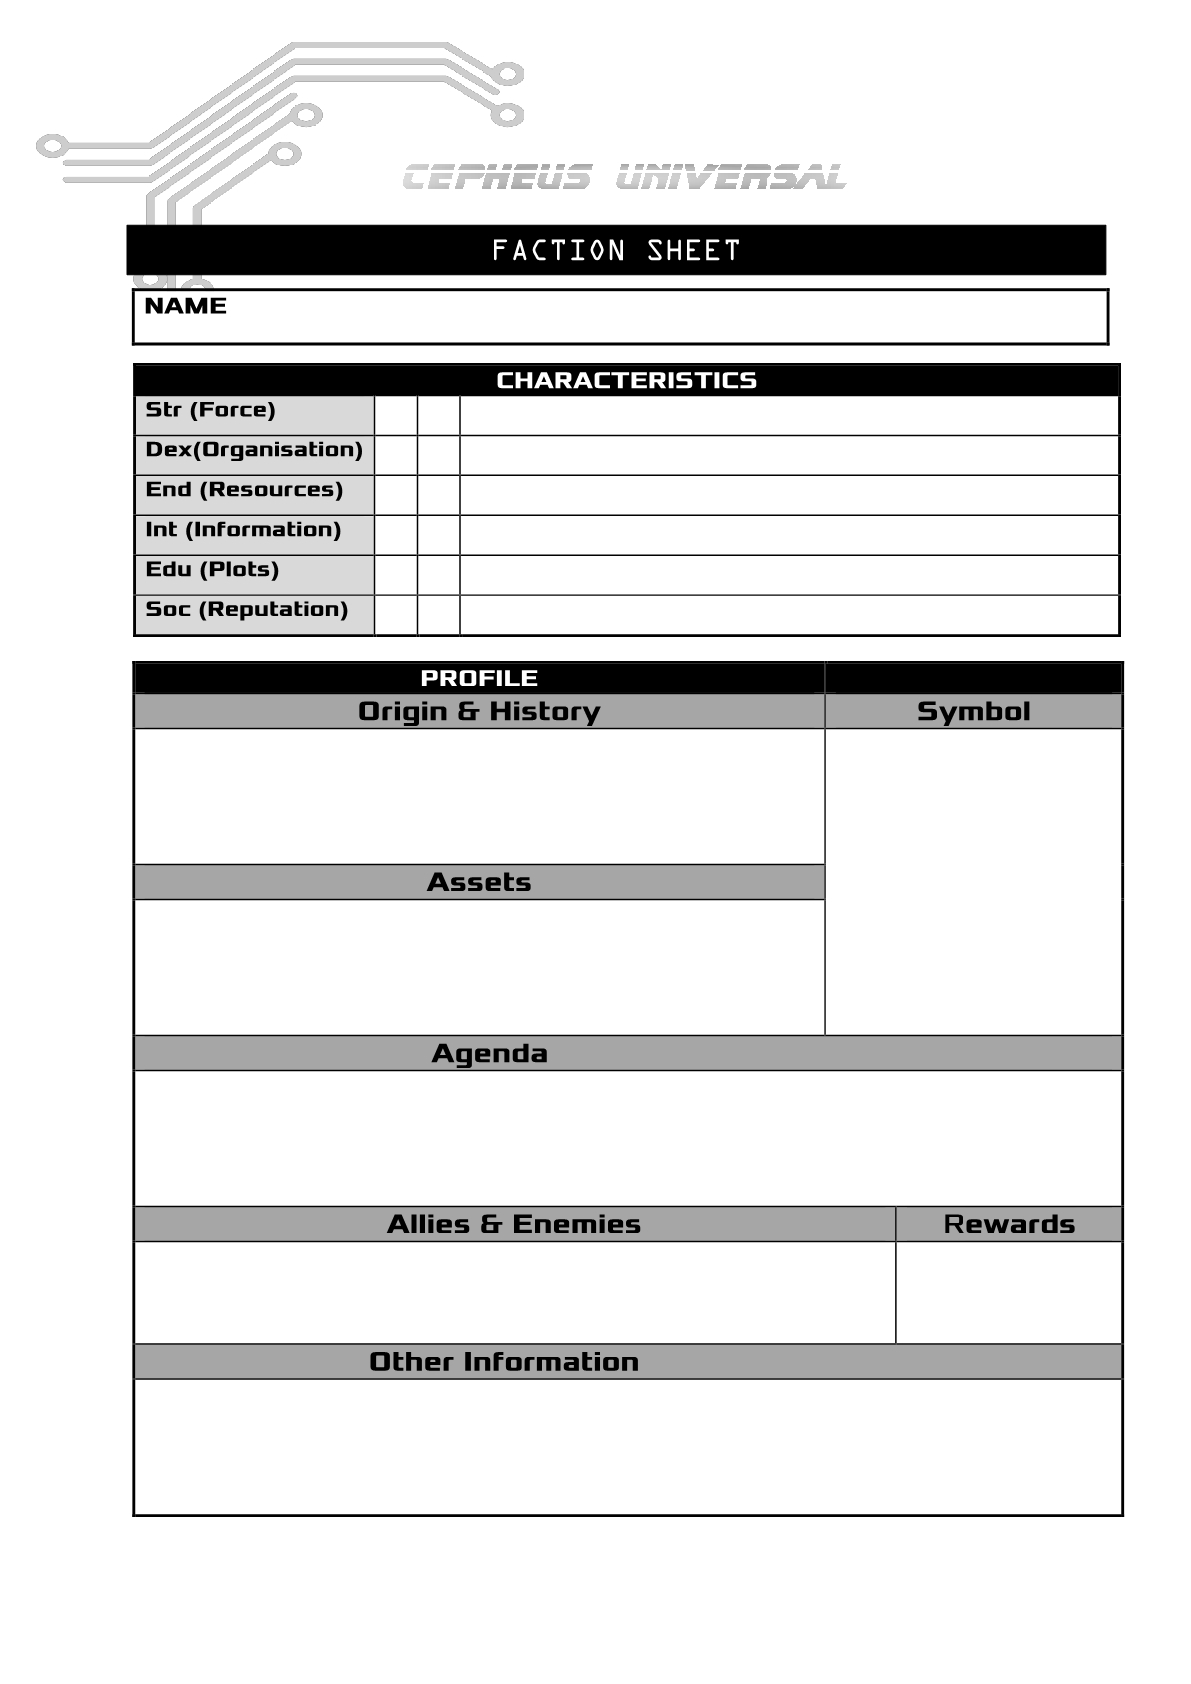 CEPHEUS UNIVERSAL
FACTION SHEET
NAME
CHARACTERISTICS
Str (Force)
Dex(Organisation)
End (Resources)
Int (Information)
Edu (Plots)
Soc (Reputation)
PROFILE
Origin & History
Symbol
Assets
Agenda
Allies & Enemies
Rewards
Other Information